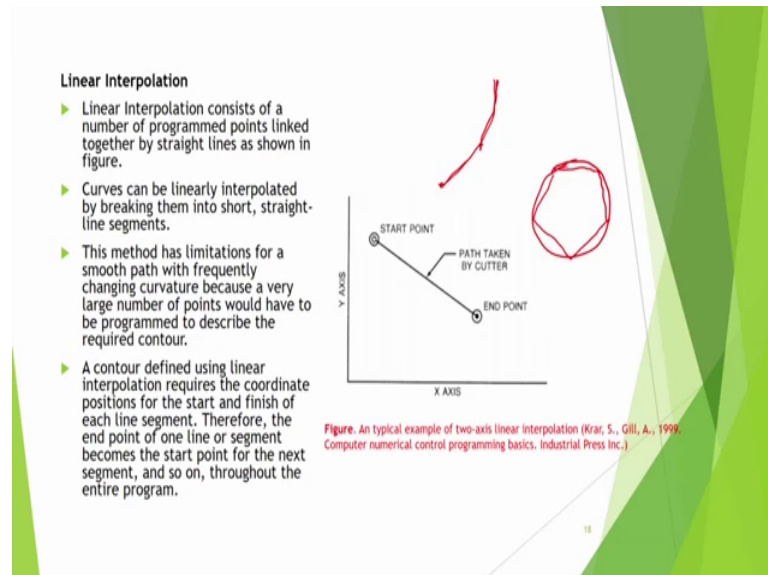 Linear Interpolation
Linear Interpolation consists of a
number of programmed points linked
together by straight lines as shown in
figure.
Curves can be linearly interpolated
by breaking them into short, straight-
line segments.
This method has limitations for a
smooth path with frequently
changing curvature because a very
large number of points would have to
be programmed to describe the
required contour.
A contour defined using linear
interpolation requires the coordinate
positions for the start and finish of
each line segment. Therefore, the
end point of one line or segment
becomes the start point for the next
segment, and so on, throughout the
entire program.
START POINT
PATH TAKEN
BY CUTTER
END POINT
Y AXIS
X AXIS
Figure. An typical example of two-axis linear interpolation (Krar, S., Gill, A., 1999.
Computer numerical control programming basics. Industrial Press Inc.)
18